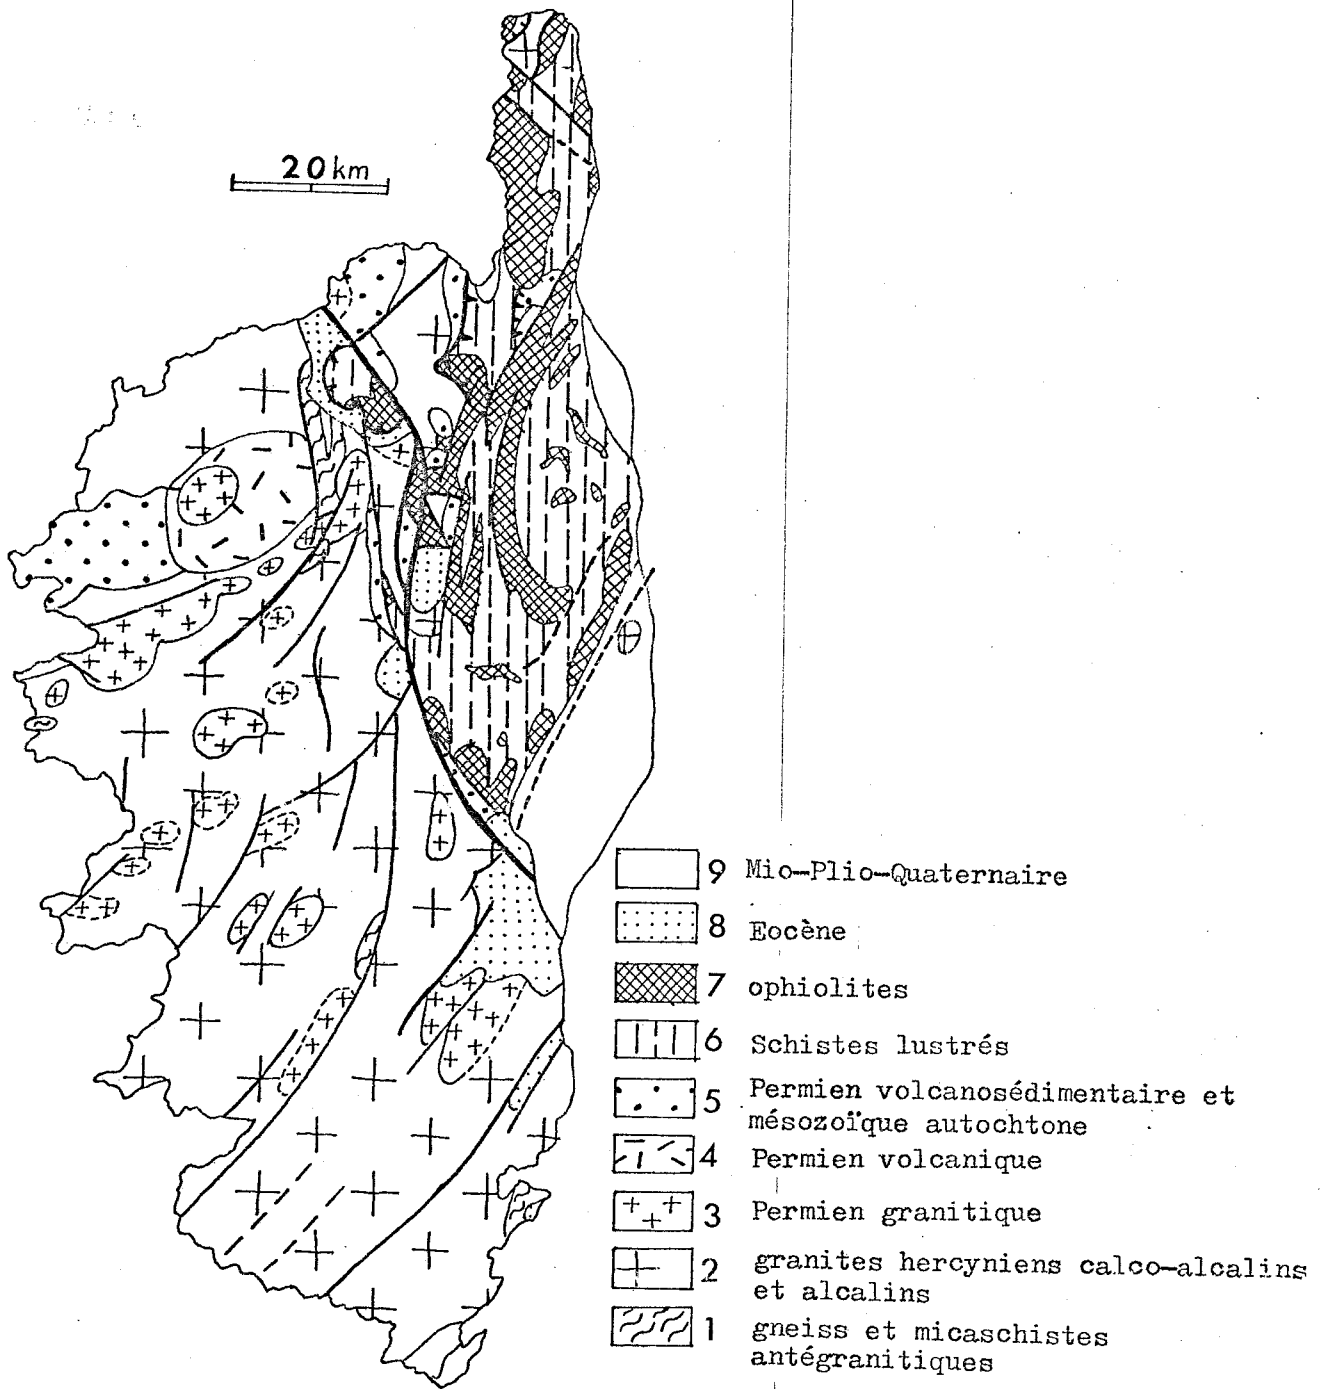 20 km
9 Mio-Plio-Quaternaire
8 Eocène
7 ophiolites
6 Schistes lustrés
5 Permien volcanosédimentaire et
mésozoïque autochtone
4 Permien volcanique
3 Permien granitique
2 granites hercyniens calco-alcalins
et alcalins
1 gneiss et micaschistes
antégranitiques